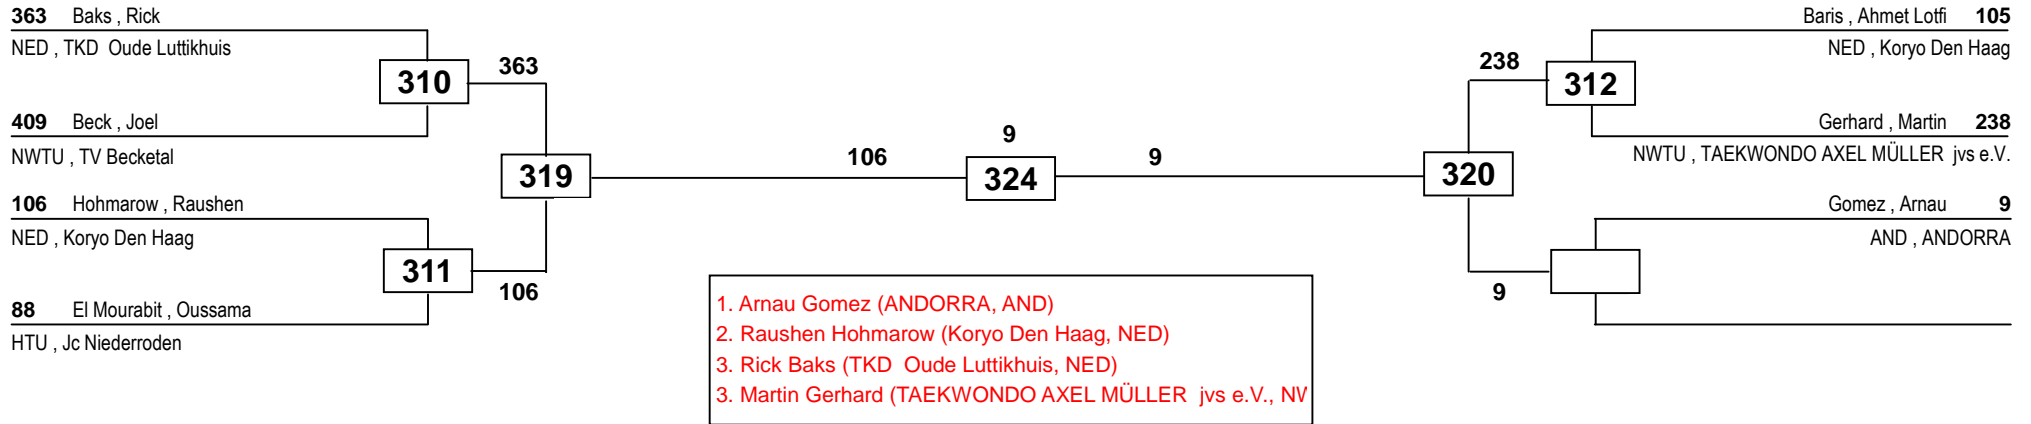 363 Baks , Rick
NED , TKD Oude Luttikhuis
310
363
409 Beck , Joel
NWTU , TV Becketal
319
106
106 Hohmarow , Raushen
NED , Koryo Den Haag
311
106
88 El Mourabit , Oussama
HTU , Jc Niederroden
9
324
9
Baris , Ahmet Lotfi 105
NED , Koryo Den Haag
238
312
Gerhard , Martin 238
NWTU , TAEKWONDO AXEL MÜLLER jvs e.V.
320
Gomez , Arnau 9
AND , ANDORRA
9
1. Arnau Gomez (ANDORRA, AND)
2. Raushen Hohmarow (Koryo Den Haag, NED)
3. Rick Baks (TKD Oude Luttikhuis, NED)
3. Martin Gerhard (TAEKWONDO AXEL MÜLLER jvs e.V., NW